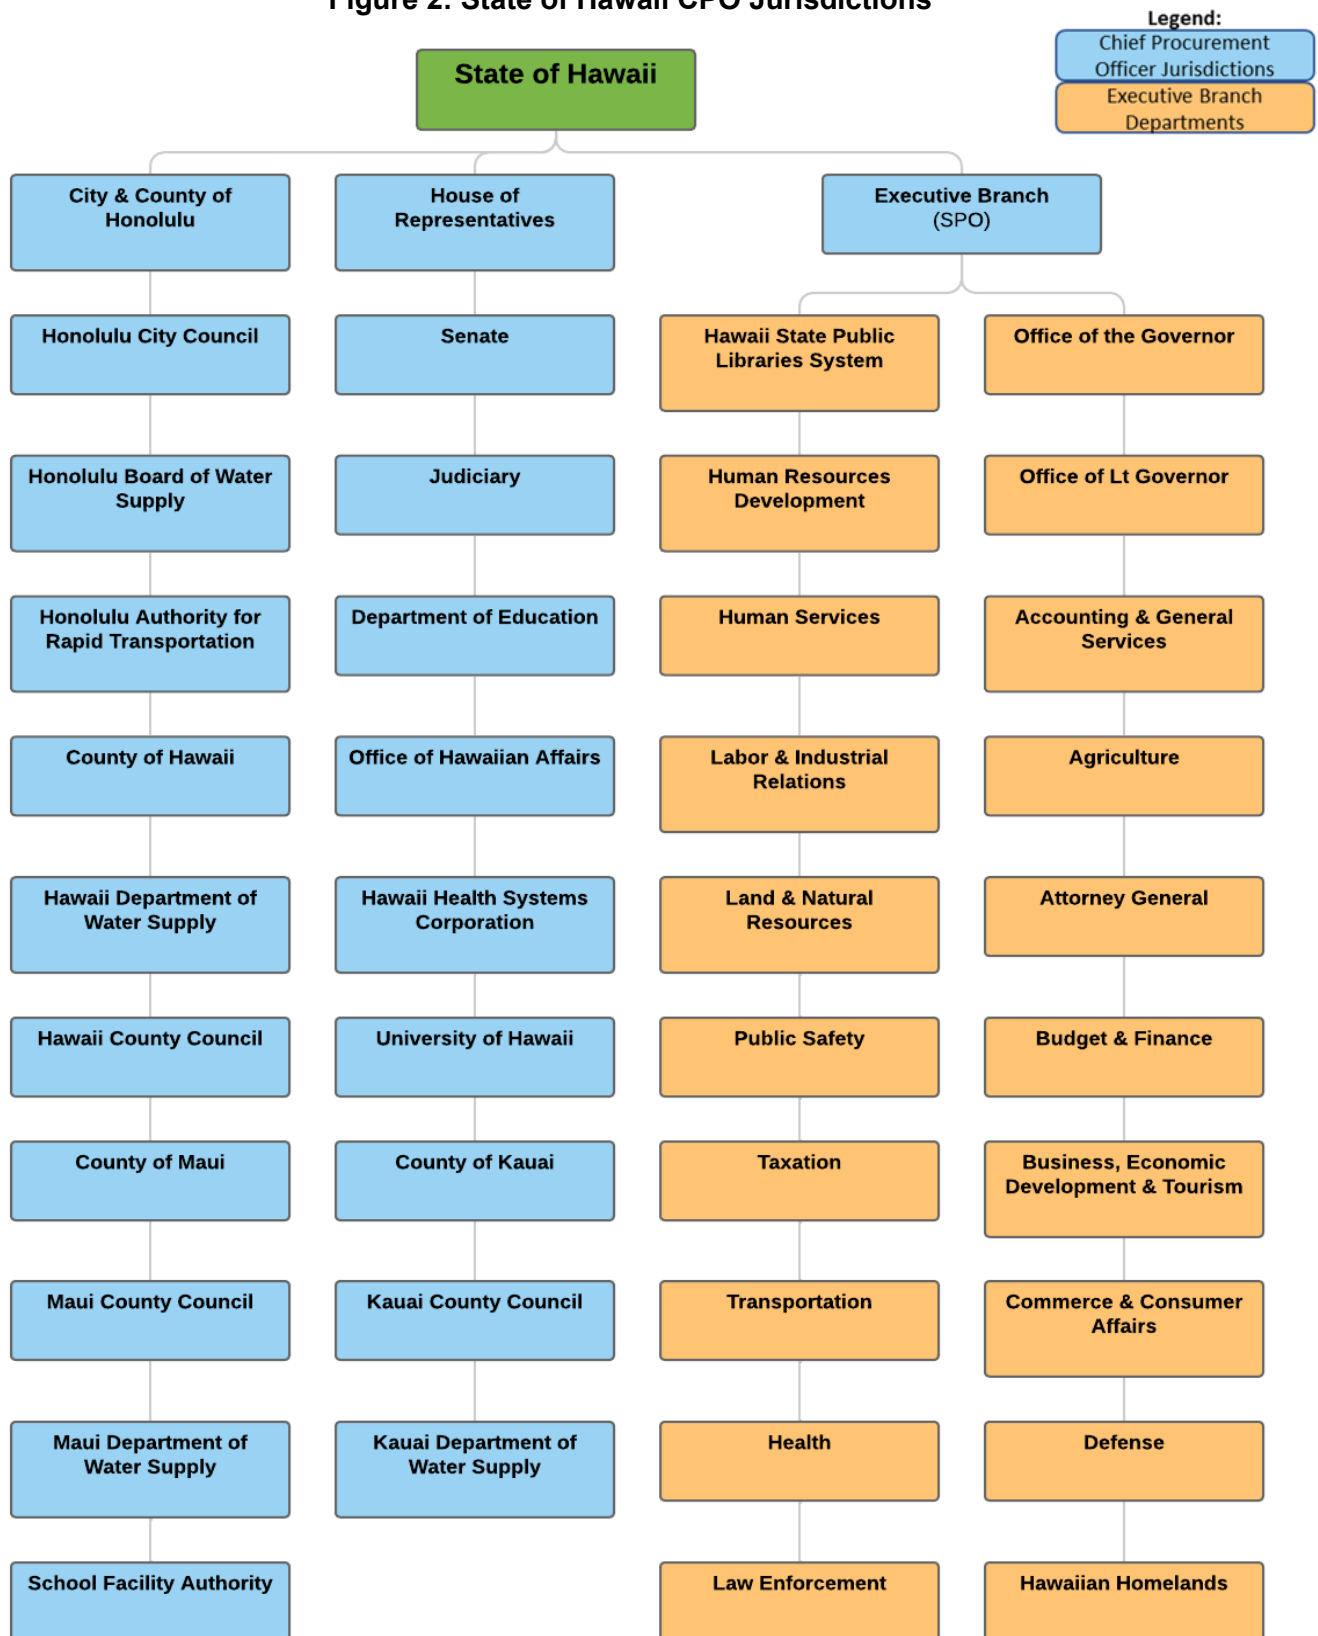 Figure 2: State of Hawaii CPO Jurisdictions
Legend:
Chief Procurement
Officer Jurisdictions
Executive Branch
Departments
State of Hawaii
City & County of
Honolulu
House of
Representatives
Executive Branch
(SPO)
Honolulu City Council
Senate
Hawaii State Public
Libraries System
Office of the Governor
Honolulu Board of Water
Supply
Judiciary
Human Resources
Development
Office of Lt Governor
Honolulu Authority for
Rapid Transportation
Department of Education
Human Services
Accounting & General
Services
County of Hawaii
Office of Hawaiian Affairs
Labor & Industrial
Relations
Agriculture
Hawaii Department of
Water Supply
Hawaii Health Systems
Corporation
Land & Natural
Resources
Attorney General
Hawaii County Council
University of Hawaii
Public Safety
Budget & Finance
County of Maui
County of Kauai
Taxation
Business, Economic
Development & Tourism
Maui County Council
Kauai County Council
Transportation
Commerce & Consumer
Affairs
Maui Department of
Water Supply
Kauai Department of
Water Supply
Health
Defense
School Facility Authority
Law Enforcement
Hawaiian Homelands